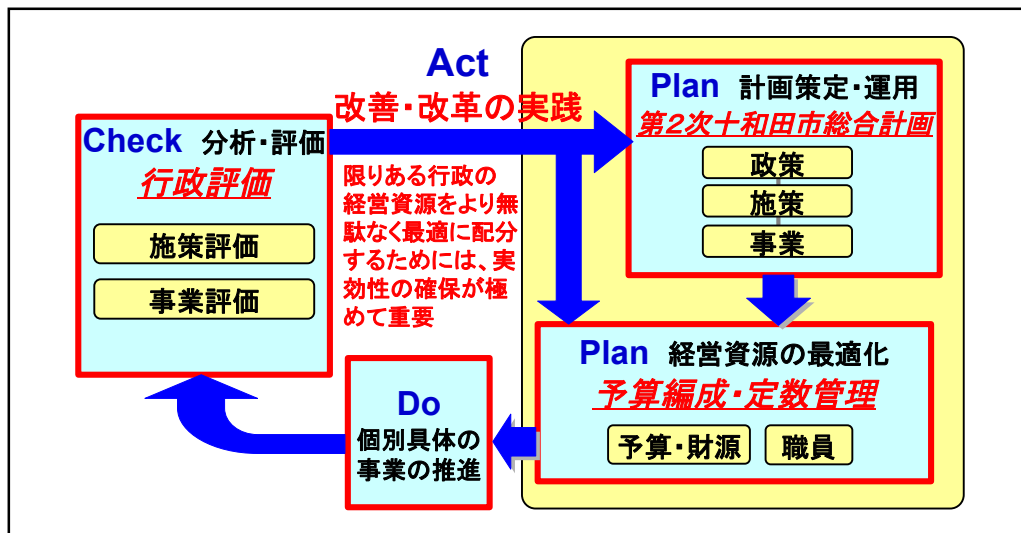 Act
改善・改革の実践
限りある行政の
経営資源をより無
駄なく最適に配分
するためには、実
効性の確保が極
めて重要
Plan 計画策定・運用
第2次十和田市総合計画
政策
施策
事業
Plan 経営資源の最適化
予算編成・定数管理
予算・財源
職員
Do
個別具体の
事業の推進
Check 分析・評価
行政評価
施策評価
事業評価